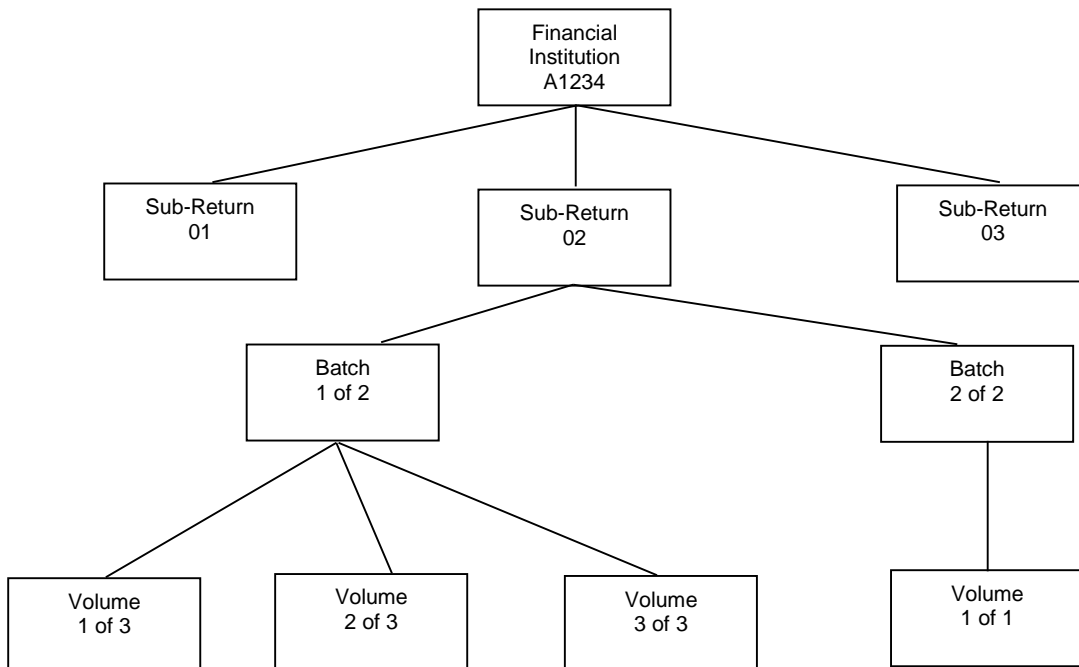 Financial
Institution
A1234
Sub-Return
01
Sub-Return
02
Sub-Return
03
Batch
1 of 2
Batch
2 of 2
Volume
1 of 3
Volume
2 of 3
Volume
3 of 3
Volume
1 of 1